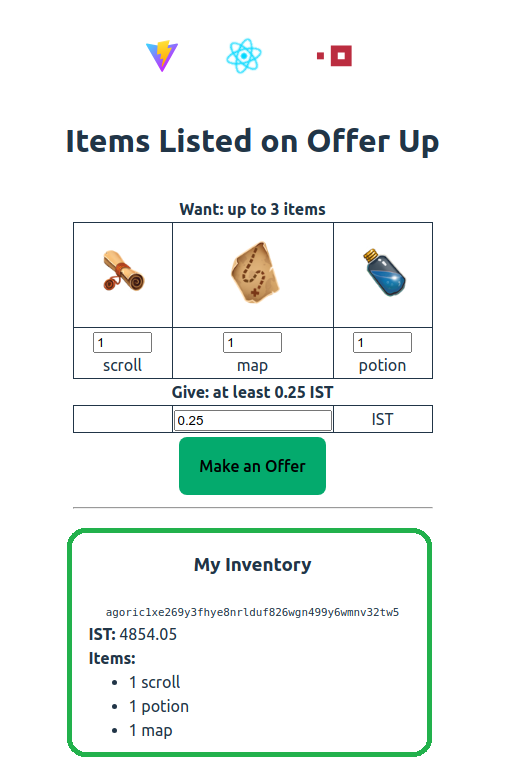 Items Listed on Offer Up
Want: up to 3 items
1 1 1
scroll map potion
Give: at least 0.25 IST
0.25 IST
Make an Offer
My Inventory
agoric1xe269y3fhye8nrlduf826wgn499y6wmnv32tw5
IST: 4854.05
Items:
• 1 scroll
• 1 potion
• 1 map